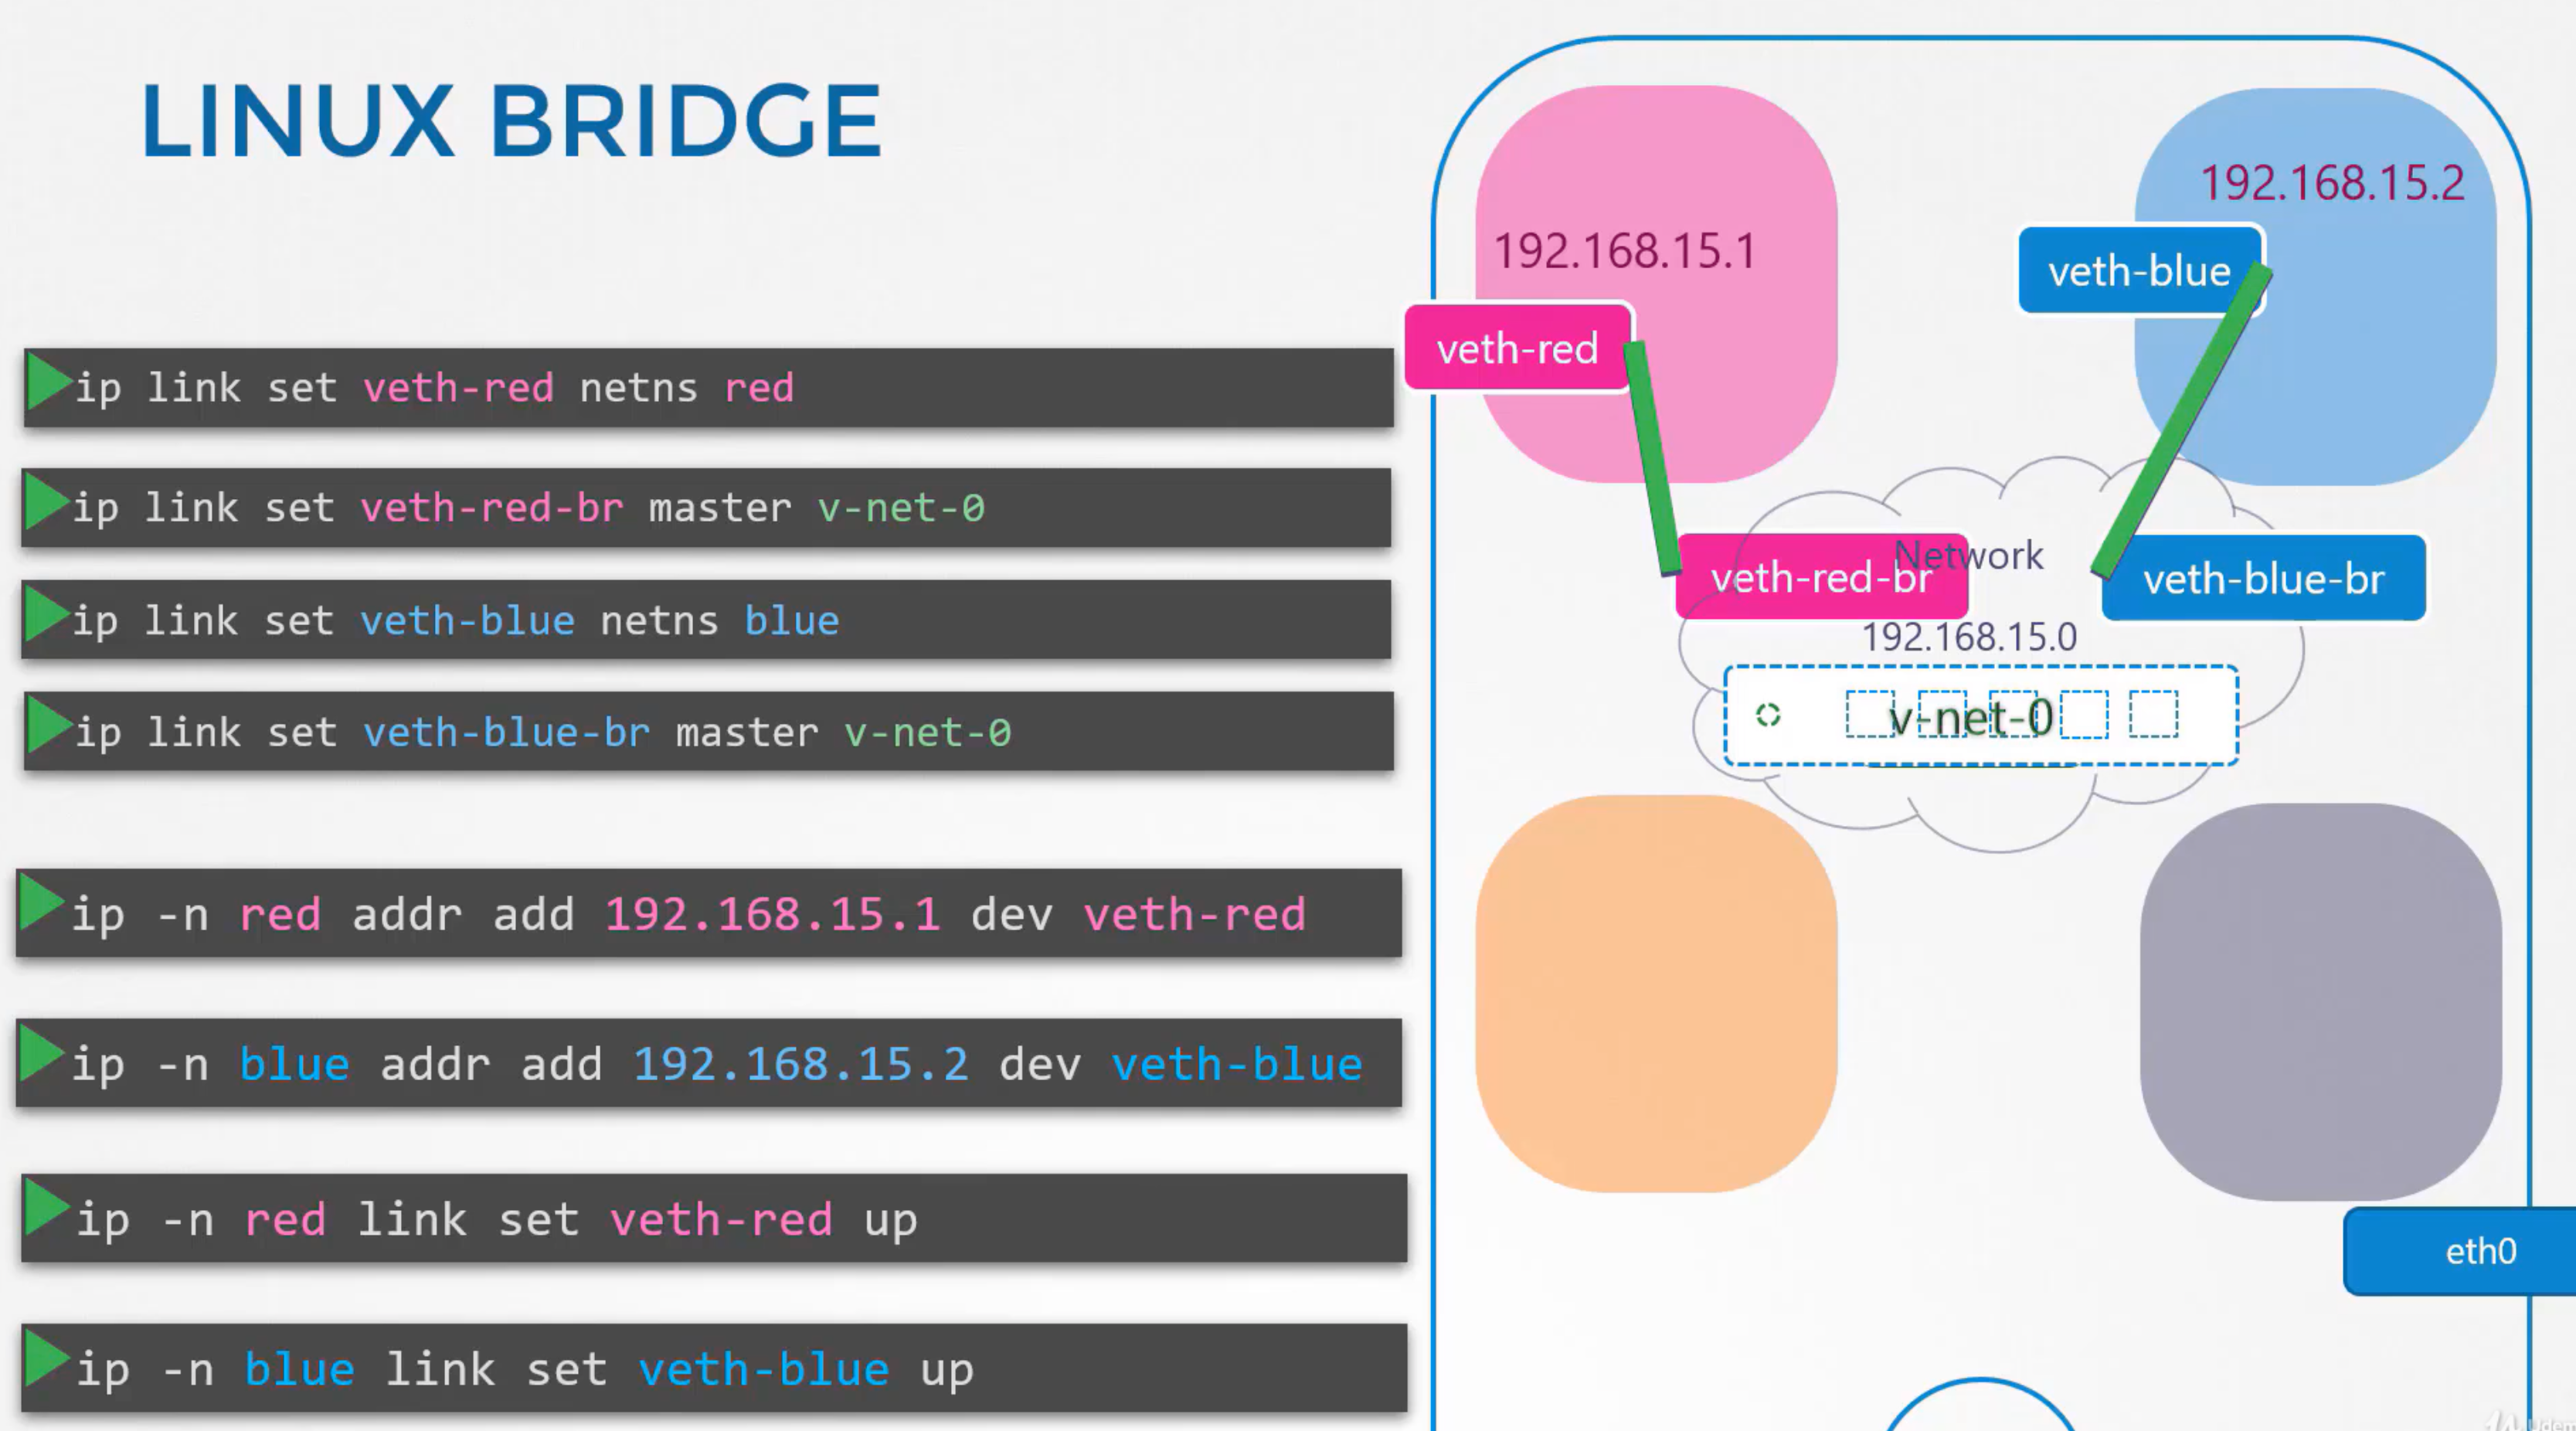 LINUX BRIDGE
ip link set veth-red netns red
ip link set veth-red-br master v-net-0
ip link set veth-blue netns blue
ip link set veth-blue-br master v-net-0
ip -n red addr add 192.168.15.1 dev veth-red
ip -n blue addr add 192.168.15.2 dev veth-blue
ip -n red link set veth-red up
ip -n blue link set veth-blue up
192.168.15.1
veth-red
192.168.15.2
veth-blue
Network
veth-red-br
veth-blue-br
192.168.15.0
v-net-0
eth0